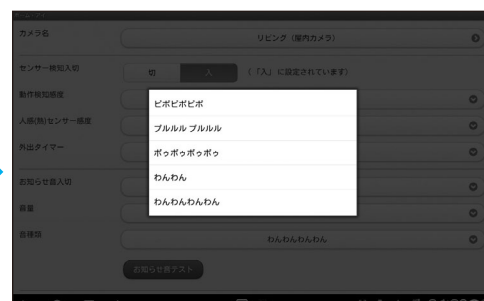 カメラ名
リビング（屋内カメラ）
センサー検知入切
切 入 （「入」に設定されています）
動作検知感度
ピポピポピポ
人感(熱)センサー感度
プルルル プルルル
外出タイマー
ポゥポゥポゥポゥ
わんわん
お知らせ音入切
わんわんわんわん
音量
音種類
わんわんわんわん
お知らせ音テスト